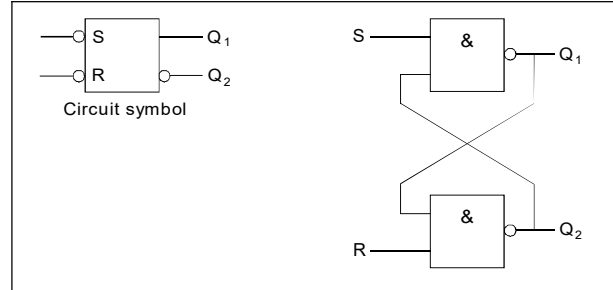 S Q₁
R Q₂
Circuit symbol
S & Q₁
& Q₂
R